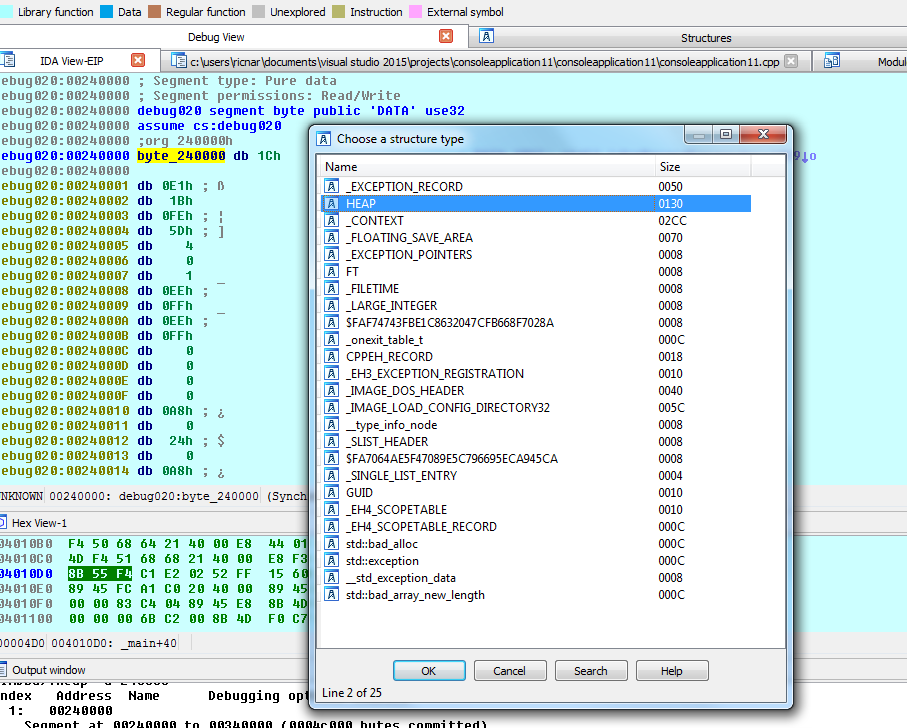 Library function Data Regular function Unexplored Instruction External symbol
Debug View Structures
IDA View-EIP c:\users\ricnar\documents\visual studio 2015\projects\consoleapplication11\consoleapplication11\consoleapplication11.cpp Modul
ebug020:00240000 ; Segment type: Pure data
ebug020:00240000 ; Segment permissions: Read/Write
ebug020:00240000 debug020 segment byte public 'DATA' use32
ebug020:00240000 assume cs:debug020
ebug020:00240000 ;org 240000h
ebug020:00240000 byte_240000 db 1Ch
ebug020:00240000
ebug020:00240001 db 0E1h ; ß
ebug020:00240002 db 1Bh
ebug020:00240003 db 0FEh ; ¦
ebug020:00240004 db 5Dh ; ]
ebug020:00240005 db 4
ebug020:00240006 db 0
ebug020:00240007 db 1
ebug020:00240008 db 0EEh ; _
ebug020:00240009 db 0FFh
ebug020:0024000A db 0EEh ; _
ebug020:0024000B db 0FFh
ebug020:0024000C db 0
ebug020:0024000D db 0
ebug020:0024000E db 0
ebug020:0024000F db 0
ebug020:00240010 db 0A8h ; ¿
ebug020:00240011 db 0
ebug020:00240012 db 24h ; $
ebug020:00240013 db 0
ebug020:00240014 db 0A8h ; ¿
NKNOWN 00240000: debug020:byte_240000 (Synch
Hex View-1
04010B0 F4 50 68 64 21 40 00 E8 44 01
04010C0 4D F4 51 68 68 21 40 00 E8 F3
04010D0 8B 55 F4 C1 E2 02 52 FF 15 60
04010E0 89 45 FC A1 C0 20 40 00 89 45
04010F0 00 00 83 C4 04 89 45 E8 8B 4D
0401100 00 00 00 6B C2 00 8B 4D F0 C7
00004D0 004010D0: _main+40
Output window
ndex Address Name Debugging opt
1: 00240000
Segment at 00240000 to 00340000 (0004c000 bytes committed)
Choose a structure type
Name Size
_EXCEPTION_RECORD 0050
HEAP 0130
_CONTEXT 02CC
_FLOATING_SAVE_AREA 0070
_EXCEPTION_POINTERS 0008
FT 0008
_FILETIME 0008
_LARGE_INTEGER 0008
$FAF74743FBE1C8632047CFB668F7028A 0008
_onexit_table_t 000C
CPPEH_RECORD 0018
_EH3_EXCEPTION_REGISTRATION 0010
_IMAGE_DOS_HEADER 0040
_IMAGE_LOAD_CONFIG_DIRECTORY32 005C
__type_info_node 0008
_SLIST_HEADER 0008
$FA7064AE5F47089E5C796695ECA945CA 0008
_SINGLE_LIST_ENTRY 0004
GUID 0010
_EH4_SCOPETABLE 0010
_EH4_SCOPETABLE_RECORD 000C
std::bad_alloc 000C
std::exception 000C
__std_exception_data 0008
std::bad_array_new_length 000C
OK Cancel Search Help
Line 2 of 25